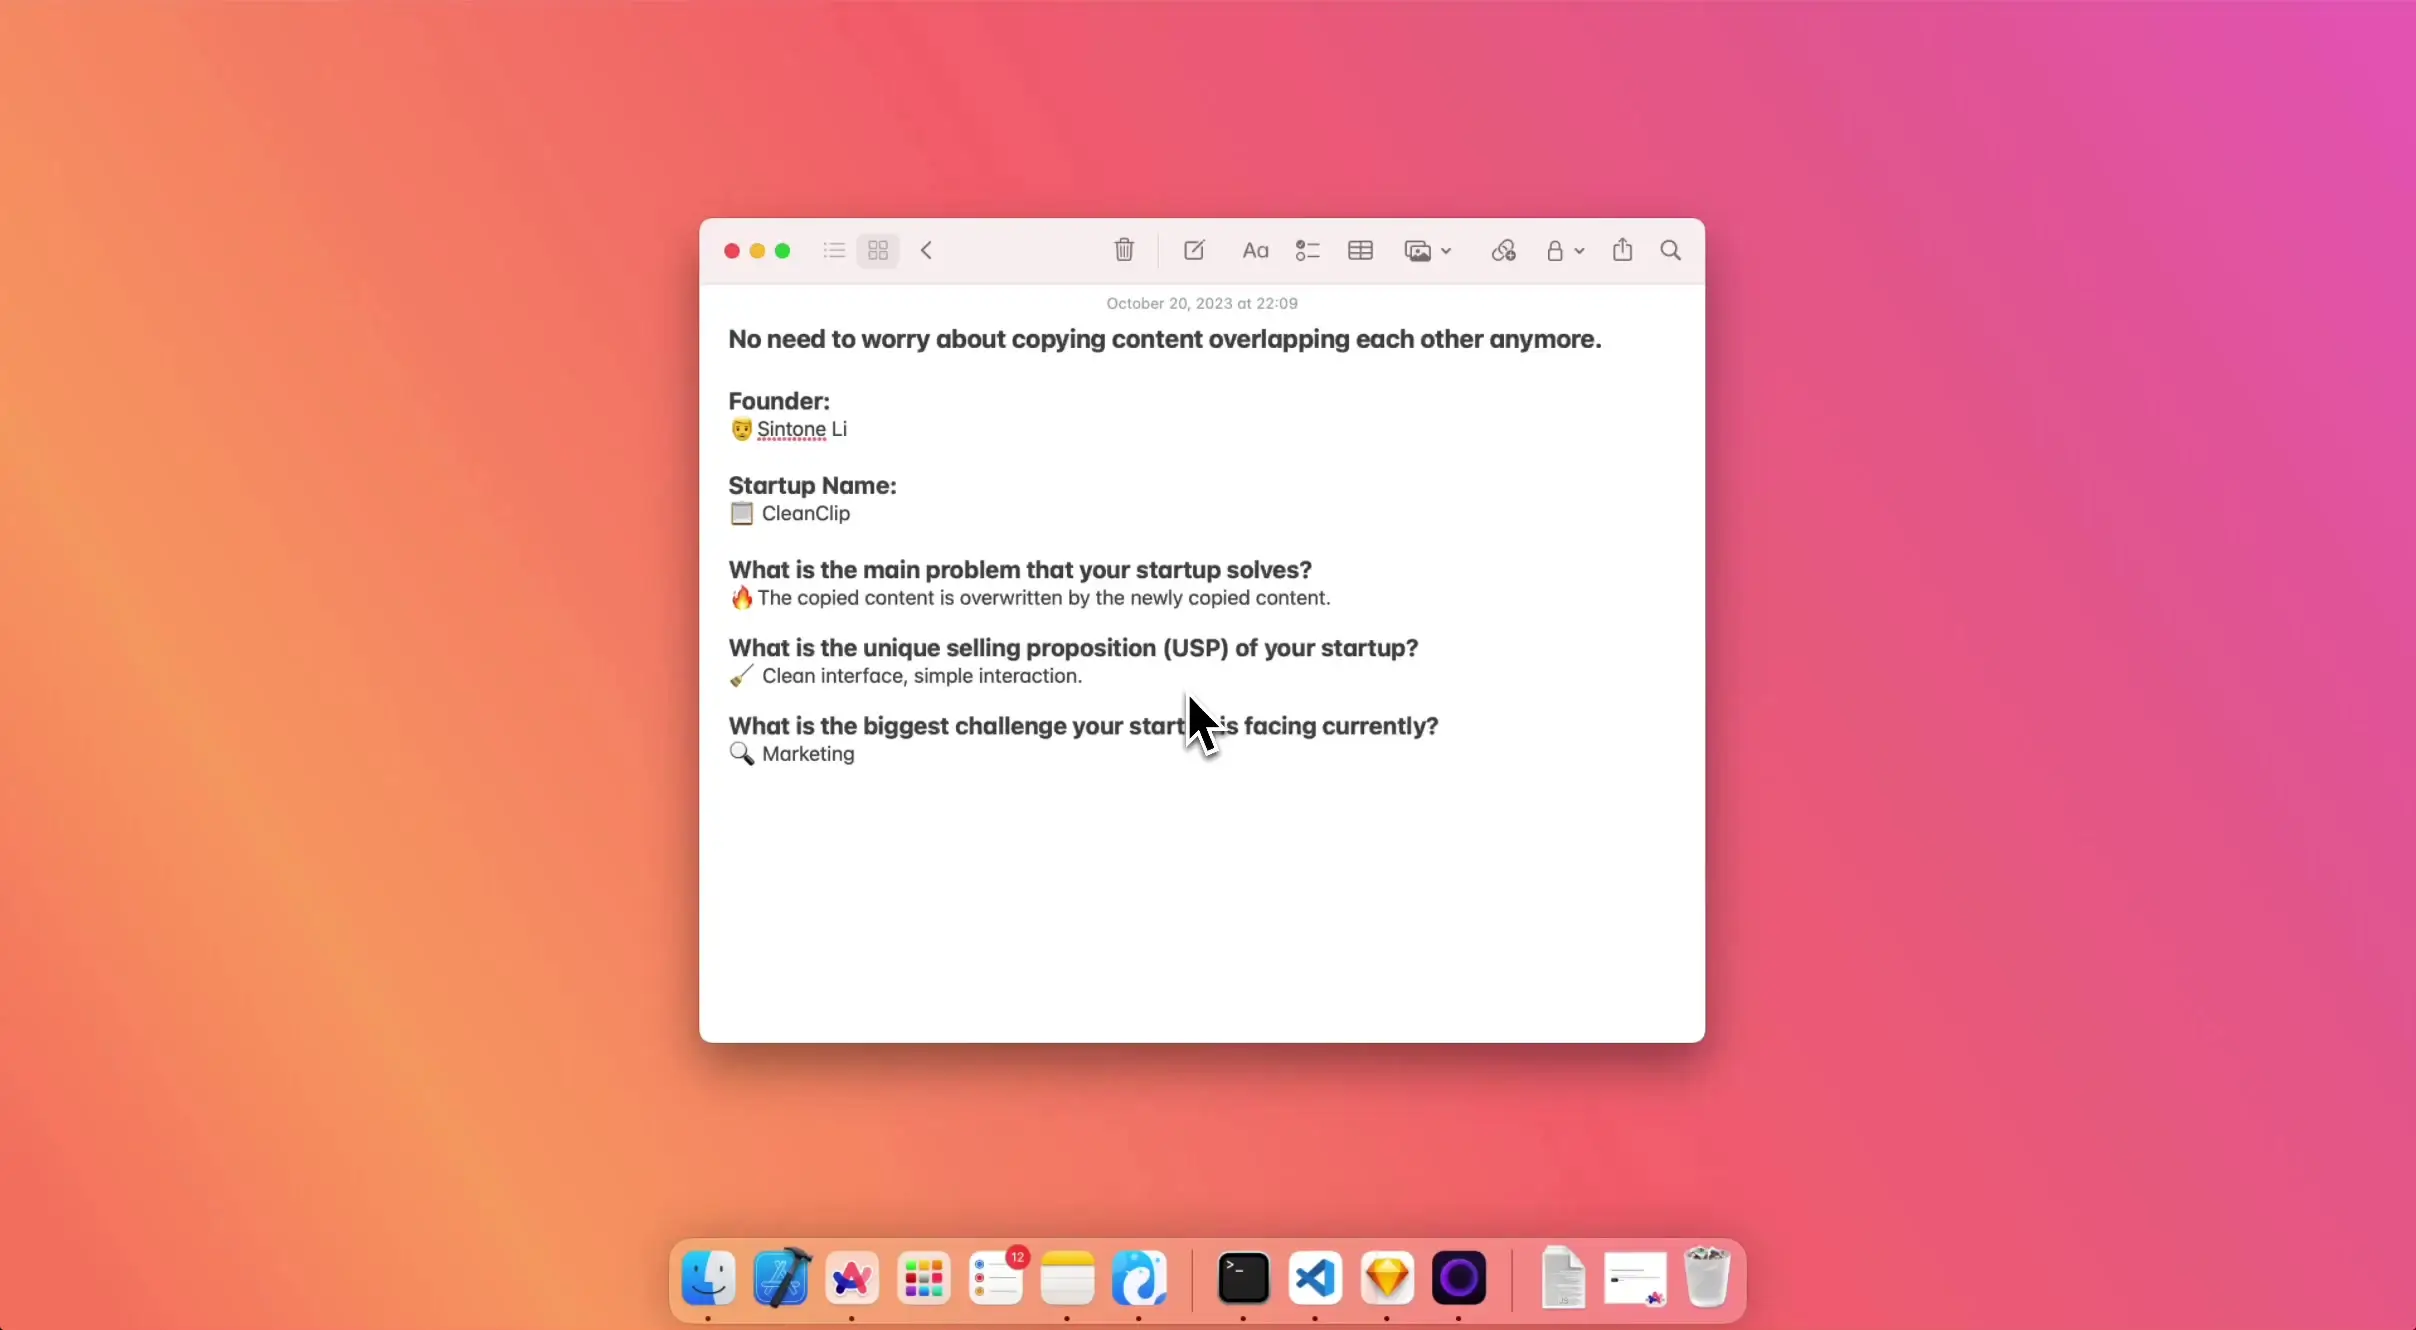 Aa
October 20, 2023 at 22:09
No need to worry about copying content overlapping each other anymore.
Founder:
Sintone Li
Startup Name:
CleanClip
What is the main problem that your startup solves?
The copied content is overwritten by the newly copied content.
What is the unique selling proposition (USP) of your startup?
Clean interface, simple interaction.
What is the biggest challenge your start is facing currently?
Marketing
12
>_